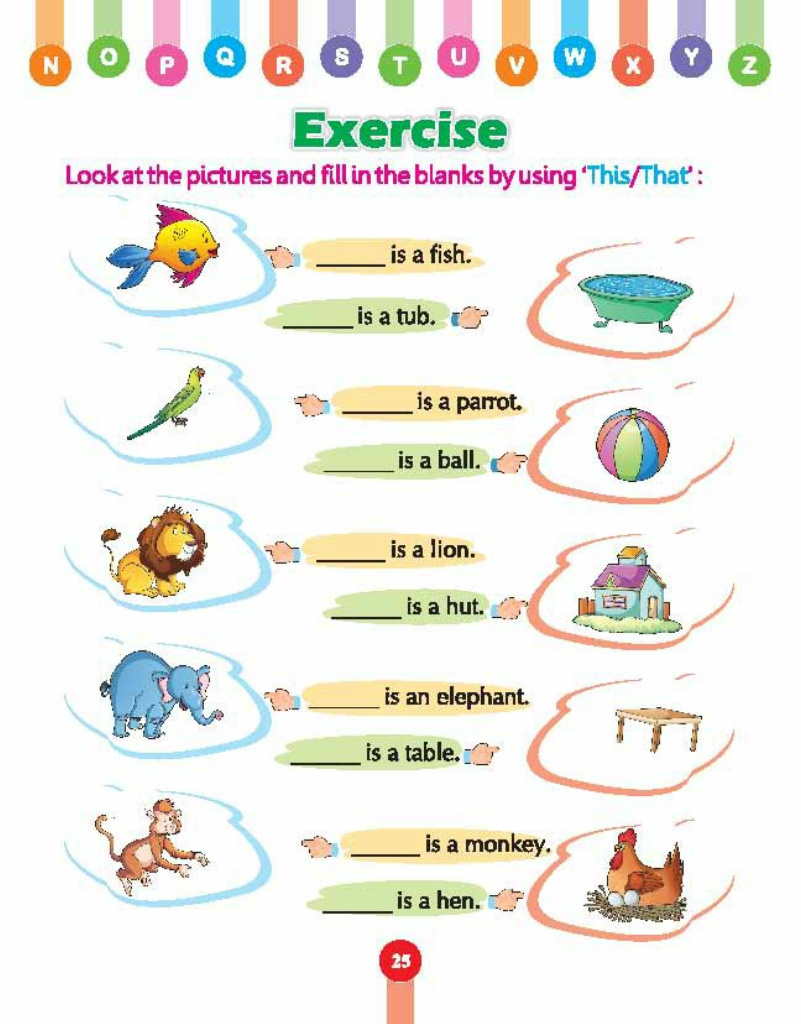 N O P Q R S T U V W X Y Z
Exercise
Look at the pictures and fill in the blanks by using ‘This/That’ :
______ is a fish.
______ is a tub.
______ is a parrot.
______ is a ball.
______ is a lion.
______ is a hut.
______ is an elephant.
______ is a table.
______ is a monkey.
______ is a hen.
25